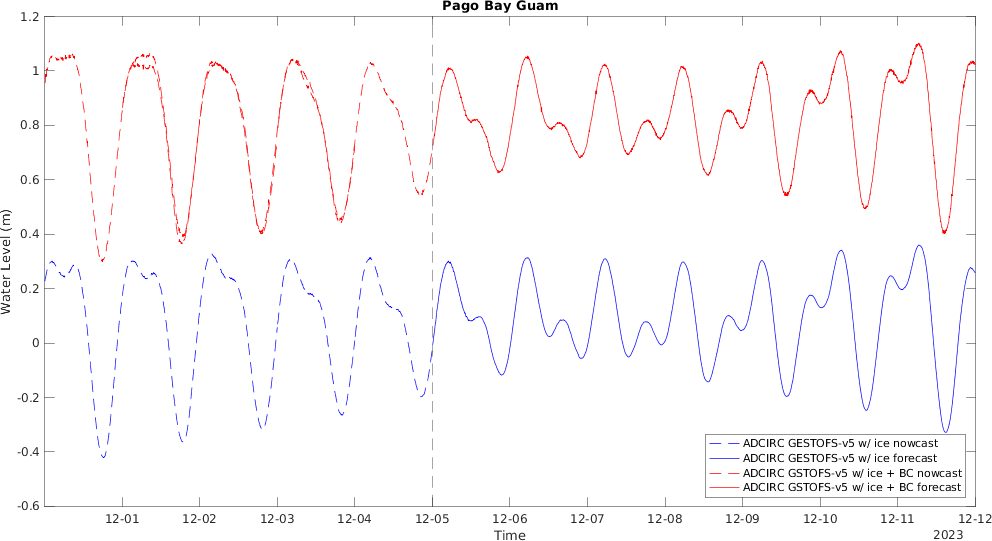 Pago Bay Guam
Water Level (m)
1.2
1
0.8
0.6
0.4
0.2
0
-0.2
-0.4
-0.6
ADCIRC GESTOFS-v5 w/ ice nowcast
ADCIRC GESTOFS-v5 w/ ice forecast
ADCIRC GSTOFS-v5 w/ ice + BC nowcast
ADCIRC GSTOFS-v5 w/ ice + BC forecast
12-01 12-02 12-03 12-04 12-05 12-06 12-07 12-08 12-09 12-10 12-11 12-12
Time
2023